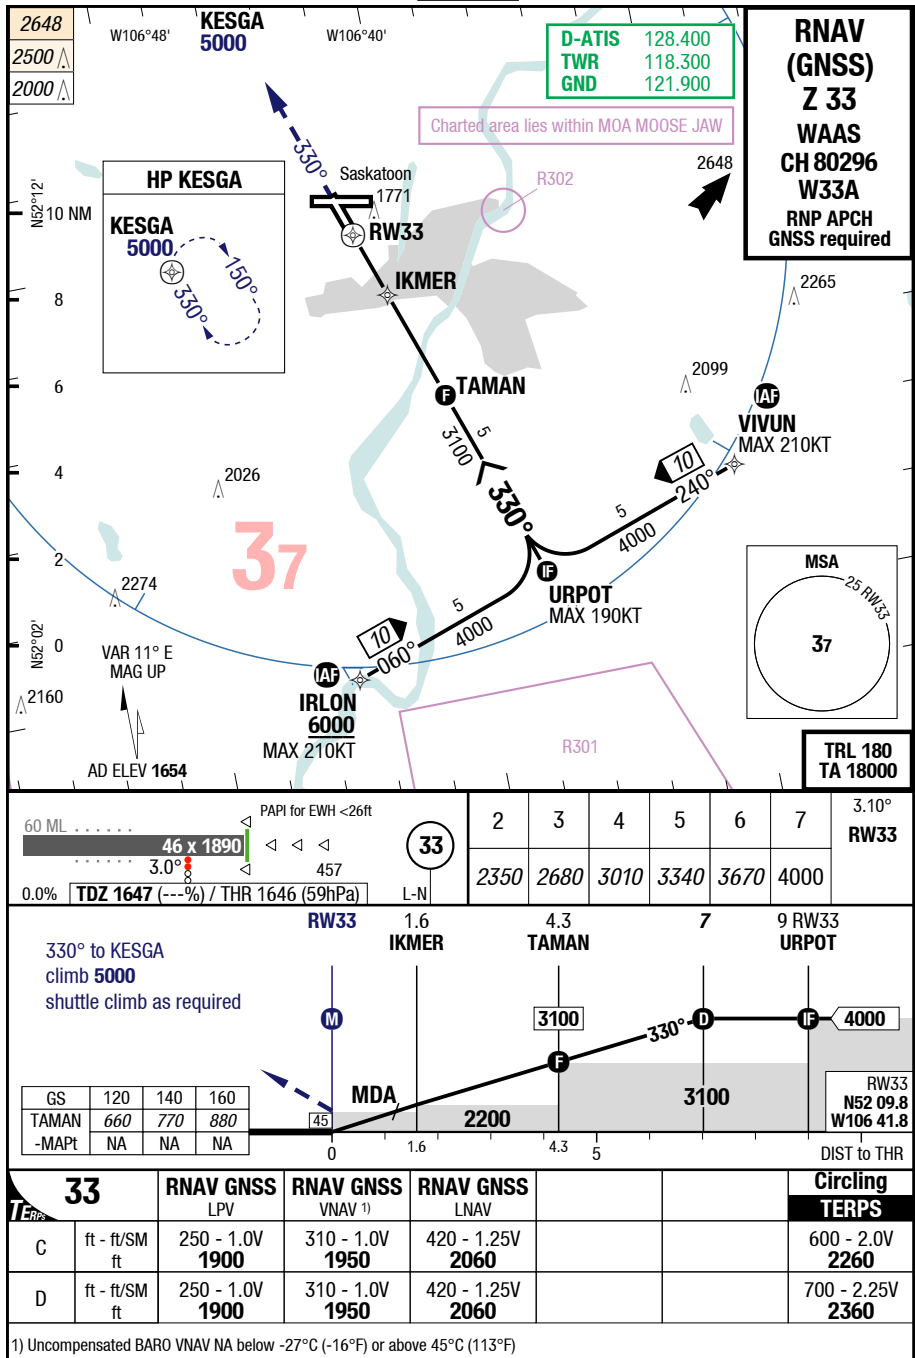 2648
2500
2000
W106°48'
KESGA
5000
W106°40'
D-ATIS 128.400
TWR 118.300
GND 121.900
RNAV
(GNSS)
Z 33
WAAS
CH 80296
W33A
RNP APCH
GNSS required
Charted area lies within MOA MOOSE JAW
330°
HP KESGA
KESGA
5000
150°
330°
Saskatoon
1771
R302
2648
N52°12'
10 NM
RW33
IKMER
8
2265
6
TAMAN
F
2099
IAF
VIVUN
MAX 210KT
5
3100
4
2026
10
240°
330°
5
4000
37
2
IF
URPOT
MAX 190KT
2274
MSA
25 RW33
37
5
4000
N52°02'
0
VAR 11° E
MAG UP
10
060°
2160
IAF
IRLON
6000
MAX 210KT
R301
AD ELEV 1654
TRL 180
TA 18000
60 ML
PAPI for EWH <26ft
46 x 1890
3.0°
457
33
0.0%
TDZ 1647 (---%) / THR 1646 (59hPa)
L-N
2 3 4 5 6 7 3.10°
RW33
2350 2680 3010 3340 3670 4000
RW33 1.6 4.3 7 9 RW33
IKMER TAMAN URPOT
330° to KESGA
climb 5000
shuttle climb as required
M
3100
330°
D
IF
4000
F
MDA
45
2200
3100
RW33
N52 09.8
W106 41.8
GS 120 140 160
TAMAN 660 770 880
-MAPt NA NA NA
0 1.6 4.3 5 DIST to THR
TERPS 33 RNAV GNSS RNAV GNSS RNAV GNSS Circling
LPV VNAV 1) LNAV TERPS
C ft - ft/SM 250 - 1.0V 310 - 1.0V 420 - 1.25V 600 - 2.0V
ft 1900 1950 2060 2260
D ft - ft/SM 250 - 1.0V 310 - 1.0V 420 - 1.25V 700 - 2.25V
ft 1900 1950 2060 2360
1) Uncompensated BARO VNAV NA below -27°C (-16°F) or above 45°C (113°F)